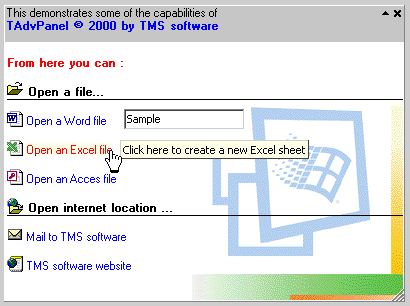 This demonstrates some of the capabilities of
TAdvPanel © 2000 by TMS software
From here you can :
Open a file...
Open a Word file
Sample
Open an Excel file
Click here to create a new Excel sheet
Open an Acces file
Open internet location ...
Mail to TMS software
TMS software website